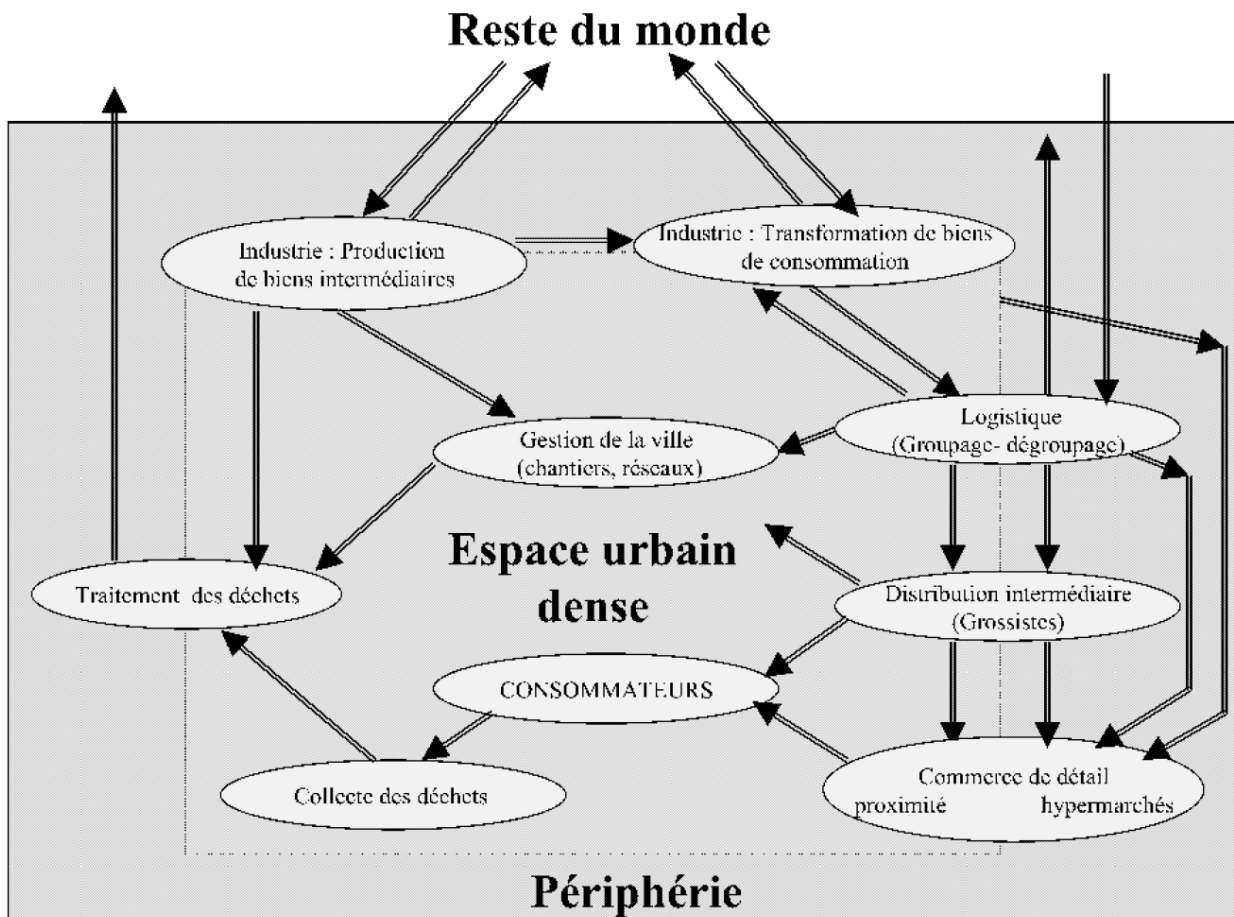 Reste du monde
Industrie : Production
de biens intermédiaires
Industrie : Transformation de biens
de consommation
Gestion de la ville
(chantiers, réseaux)
Logistique
(Groupage- dégroupage)
Espace urbain
dense
Traitement des déchets
Distribution intermédiaire
(Grossistes)
CONSOMMATEURS
Collecte des déchets
Commerce de détail
proximité hypermarchés
Périphérie